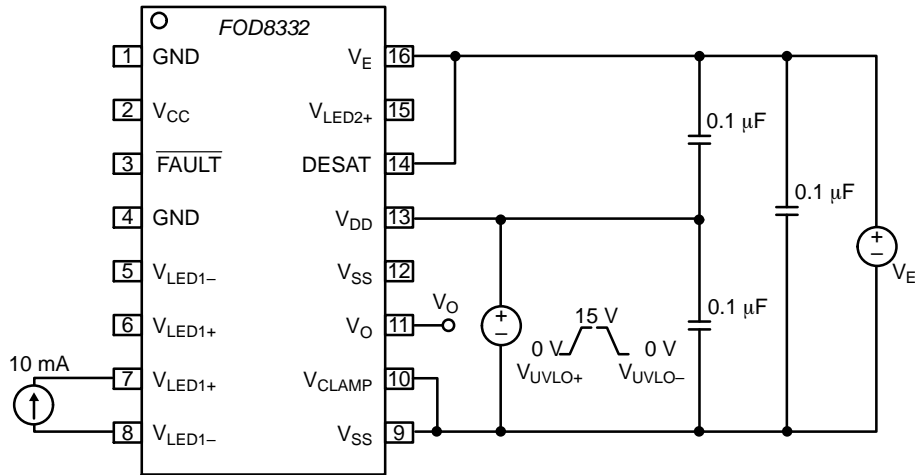 FOD8332
1 GND VE 16
2 VCC VLED2+ 15
3 FAULT DESAT 14
4 GND VDD 13
5 VLED1– VSS 12
6 VLED1+ VO 11 VO
10 mA
7 VLED1+ VCLAMP 10
8 VLED1– VSS 9
0.1 μF
0.1 μF
0.1 μF
+
–
VE
+
–
15 V
0 V 0 V
VUVLO+ VUVLO–